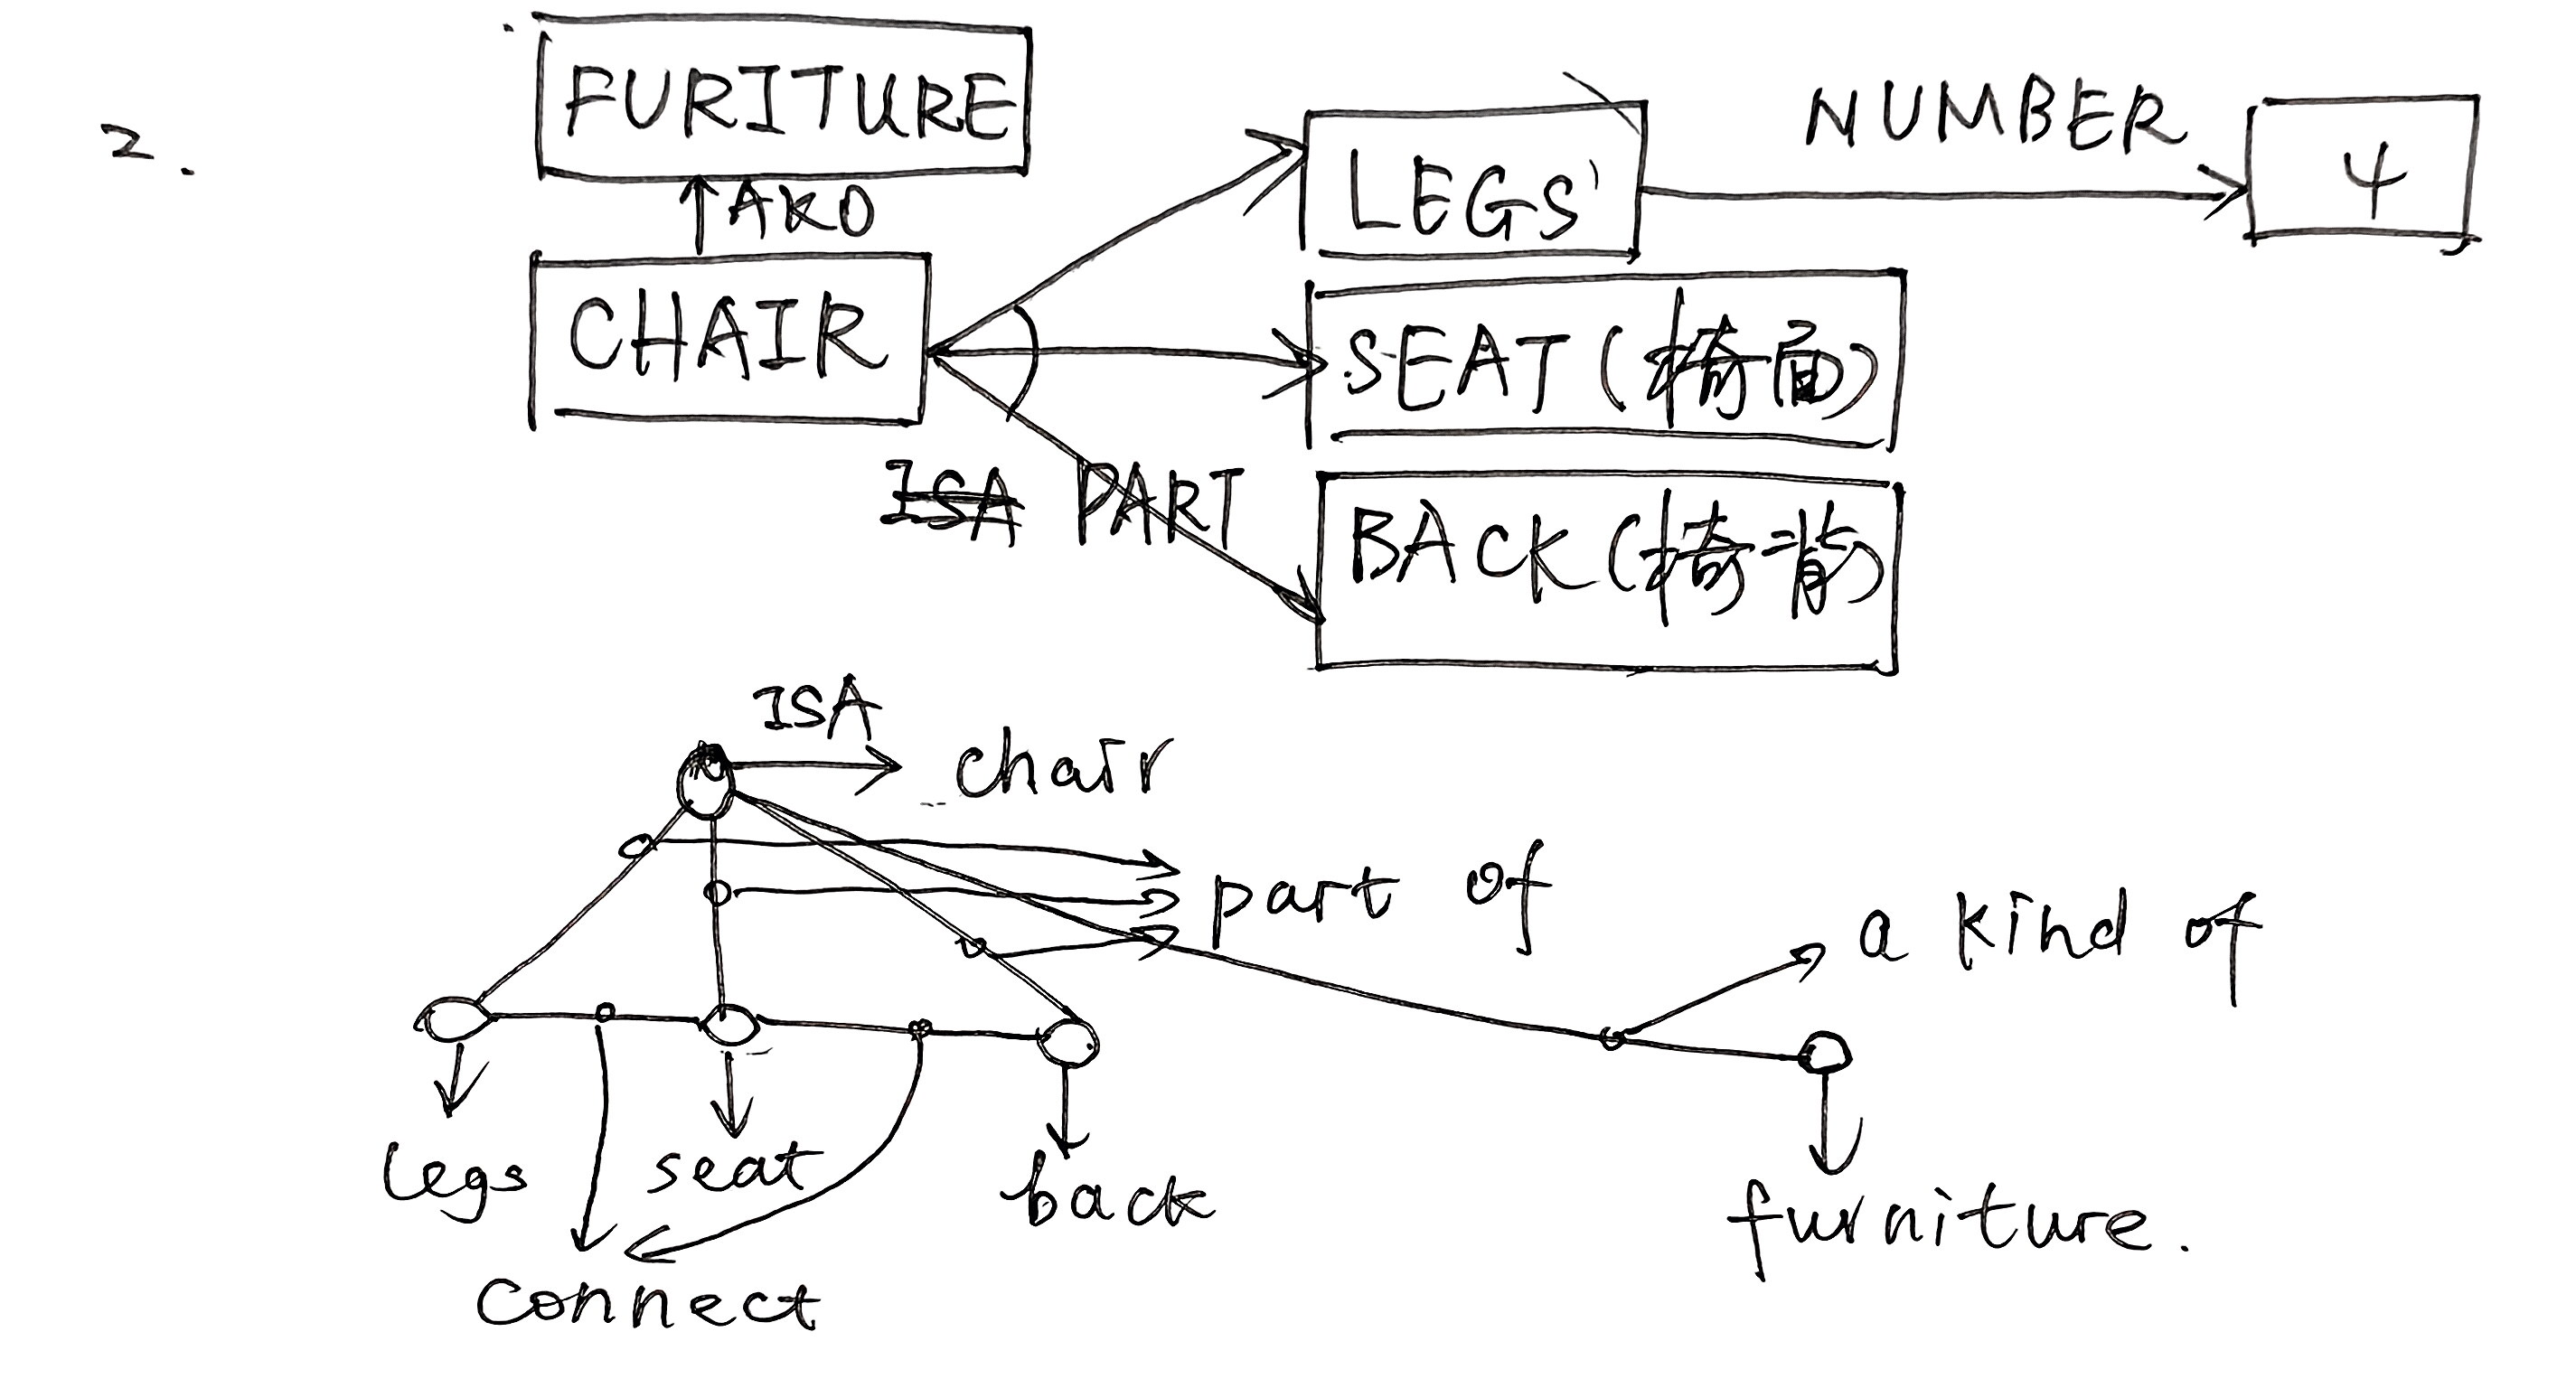 2.
FURITURE
AKO
CHAIR
LEGS
NUMBER
4
SEAT (椅面)
ISA PART
BACK (椅背)
ISA
chair
part of
a kind of
legs
seat
back
connect
furniture.